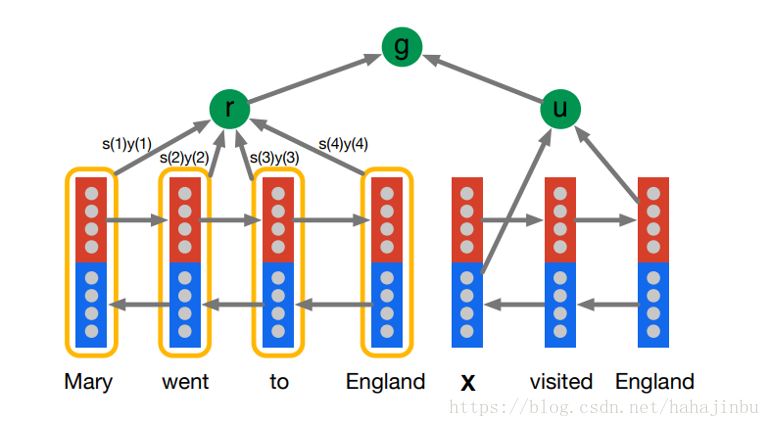 g
r
u
s(1)y(1)
s(2)y(2)
s(3)y(3)
s(4)y(4)
Mary went to England X visited England
https://blog.csdn.net/hahajinbu